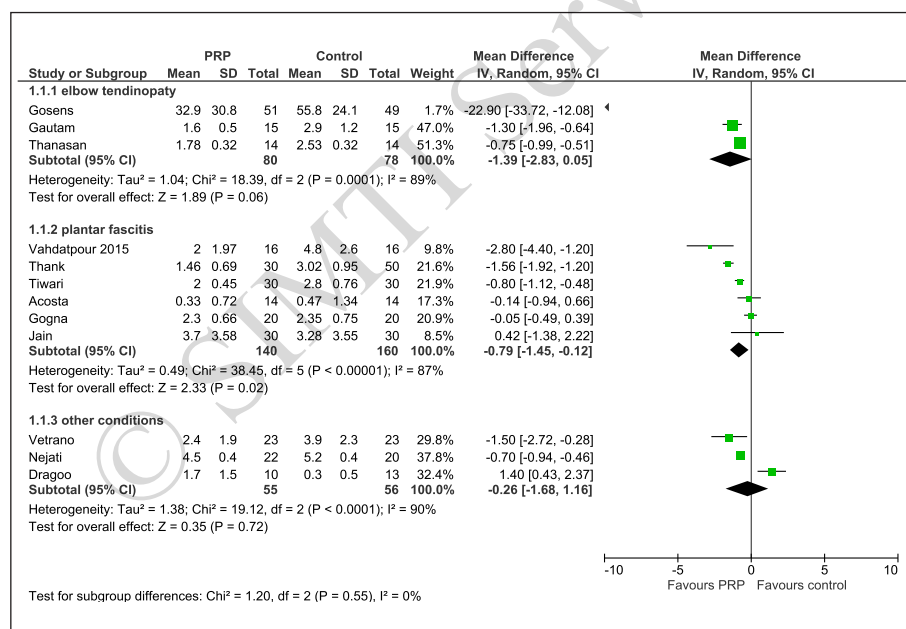 PRP Control Mean Difference Mean Difference
Study or Subgroup Mean SD Total Mean SD Total Weight IV, Random, 95% CI IV, Random, 95% CI
1.1.1 elbow tendinopaty
Gosens 32.9 30.8 51 55.8 24.1 49 1.7% -22.90 [-33.72, -12.08]
Gautam 1.6 0.5 15 2.9 1.2 15 47.0% -1.30 [-1.96, -0.64]
Thanasan 1.78 0.32 14 2.53 0.32 14 51.3% -0.75 [-0.99, -0.51]
Subtotal (95% CI) 80 78 100.0% -1.39 [-2.83, 0.05]
Heterogeneity: Tau² = 1.04; Chi² = 18.39, df = 2 (P = 0.0001); I² = 89%
Test for overall effect: Z = 1.89 (P = 0.06)
1.1.2 plantar fascitis
Vahdatpour 2015 2 1.97 16 4.8 2.6 16 9.8% -2.80 [-4.40, -1.20]
Thank 1.46 0.69 30 3.02 0.95 50 21.6% -1.56 [-1.92, -1.20]
Tiwari 2 0.45 30 2.8 0.76 30 21.9% -0.80 [-1.12, -0.48]
Acosta 0.33 0.72 14 0.47 1.34 14 17.3% -0.14 [-0.94, 0.66]
Gogna 2.3 0.66 20 2.35 0.75 20 20.9% -0.05 [-0.49, 0.39]
Jain 3.7 3.58 30 3.28 3.55 30 8.5% 0.42 [-1.38, 2.22]
Subtotal (95% CI) 140 160 100.0% -0.79 [-1.45, -0.12]
Heterogeneity: Tau² = 0.49; Chi² = 38.45, df = 5 (P < 0.00001); I² = 87%
Test for overall effect: Z = 2.33 (P = 0.02)
1.1.3 other conditions
Vetrano 2.4 1.9 23 3.9 2.3 23 29.8% -1.50 [-2.72, -0.28]
Nejati 4.5 0.4 22 5.2 0.4 20 37.8% -0.70 [-0.94, -0.46]
Dragoo 1.7 1.5 10 0.3 0.5 13 32.4% 1.40 [0.43, 2.37]
Subtotal (95% CI) 55 56 100.0% -0.26 [-1.68, 1.16]
Heterogeneity: Tau² = 1.38; Chi² = 19.12, df = 2 (P < 0.0001); I² = 90%
Test for overall effect: Z = 0.35 (P = 0.72)
-10 -5 0 5 10
Favours PRP Favours control
Test for subgroup differences: Chi² = 1.20, df = 2 (P = 0.55), I² = 0%
© SIMTI Servizi